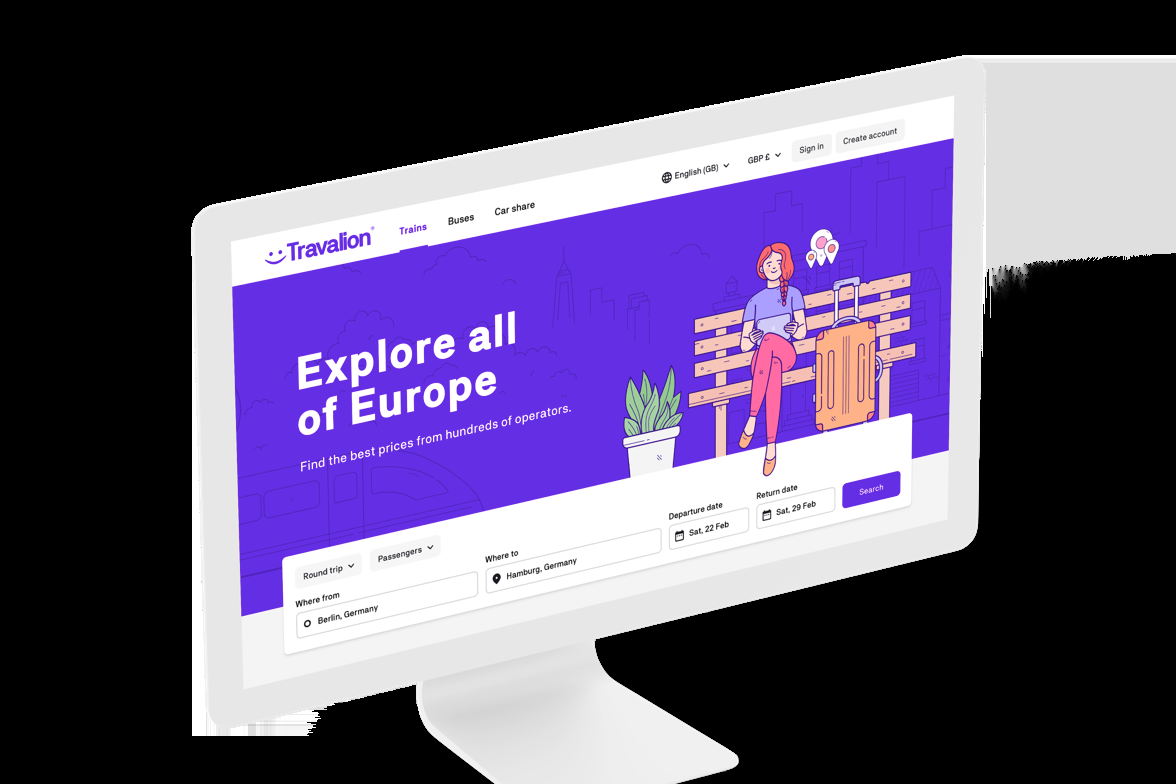 Travalion®
Trains
Buses
Car share
English (GB)
GBP £
Sign in
Create account
Explore all
of Europe
Find the best prices from hundreds of operators.
Round trip
Passengers
Where from
Berlin, Germany
Where to
Hamburg, Germany
Departure date
Sat, 22 Feb
Return date
Sat, 29 Feb
Search